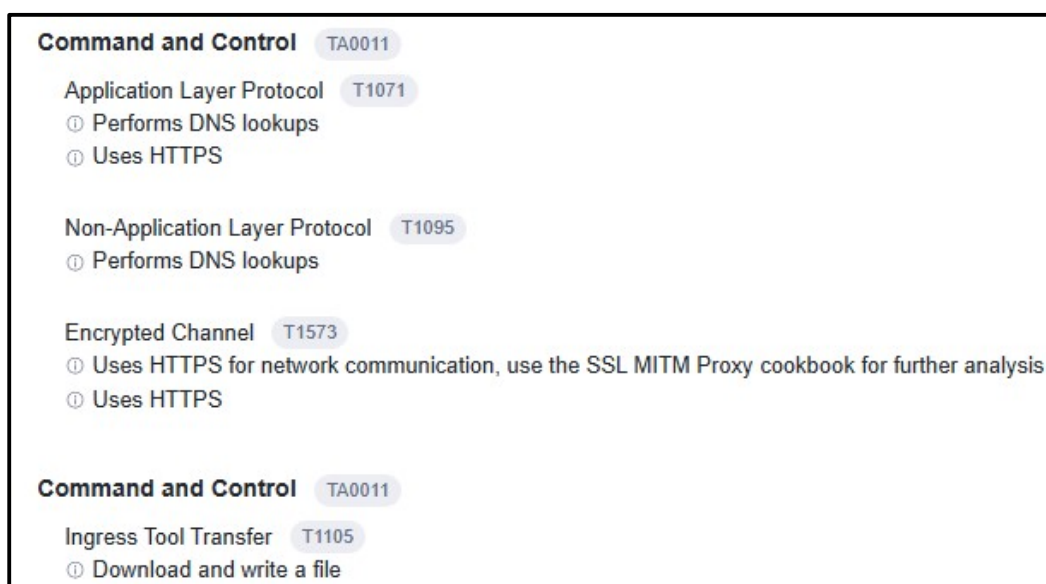 Command and Control TA0011
Application Layer Protocol T1071
Performs DNS lookups
Uses HTTPS
Non-Application Layer Protocol T1095
Performs DNS lookups
Encrypted Channel T1573
Uses HTTPS for network communication, use the SSL MITM Proxy cookbook for further analysis
Uses HTTPS
Command and Control TA0011
Ingress Tool Transfer T1105
Download and write a file